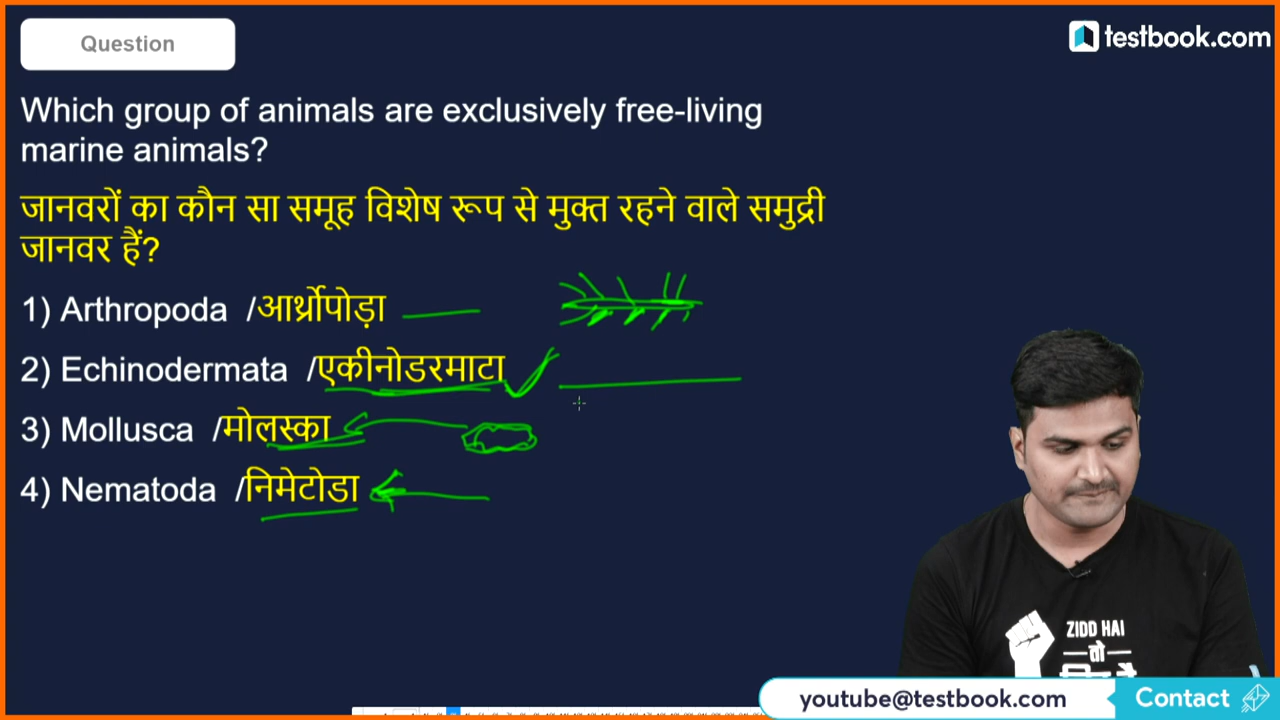 Question
testbook.com
Which group of animals are exclusively free-living
marine animals?
जानवरों का कौन सा समूह विशेष रूप से मुक्त रहने वाले समुद्री
जानवर हैं?
1) Arthropoda /आर्थ्रोपोड़ा
2) Echinodermata /एकीनोडरमाटा
3) Mollusca /मोलस्का
4) Nematoda /निमेटोडा
ZIDD HAI
तो
youtube@testbook.com
Contact